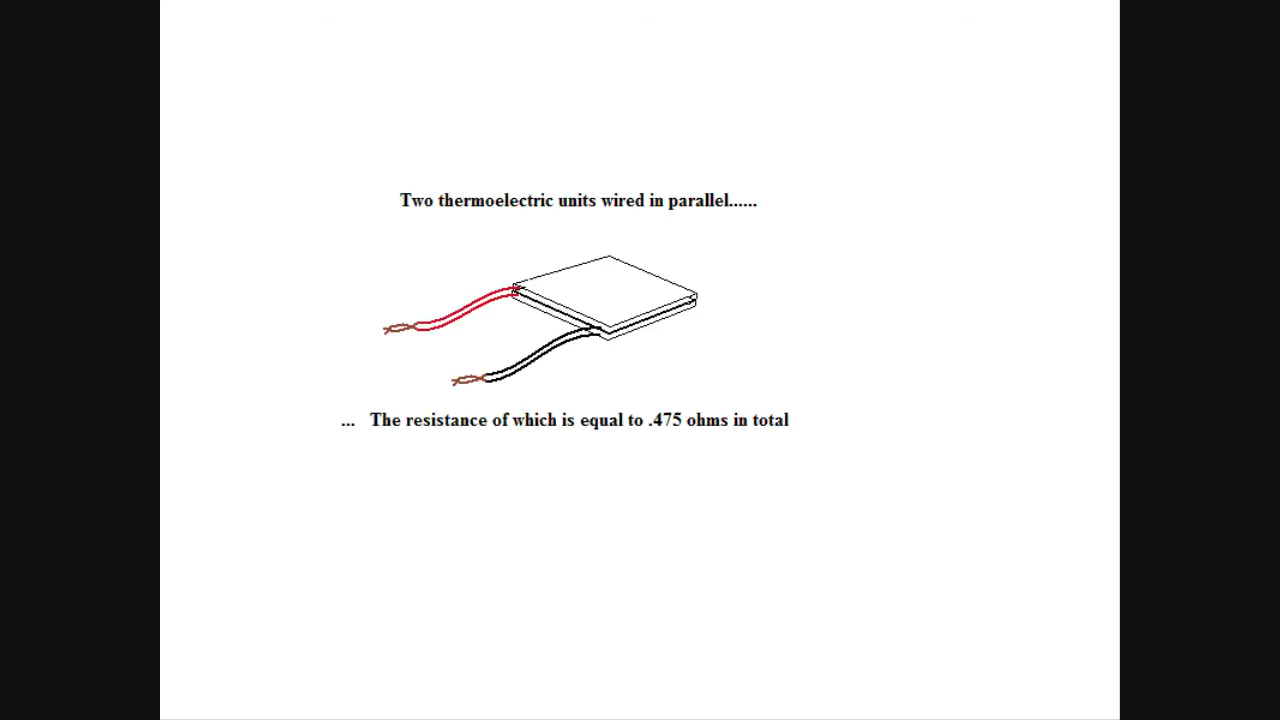 Two thermoelectric units wired in parallel......
... The resistance of which is equal to .475 ohms in total